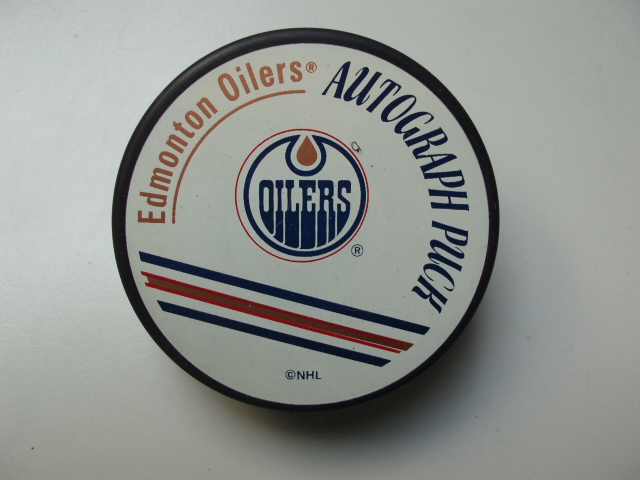 Edmonton Oilers®
AUTOGRAPH PUCK
OILERS
®
©NHL